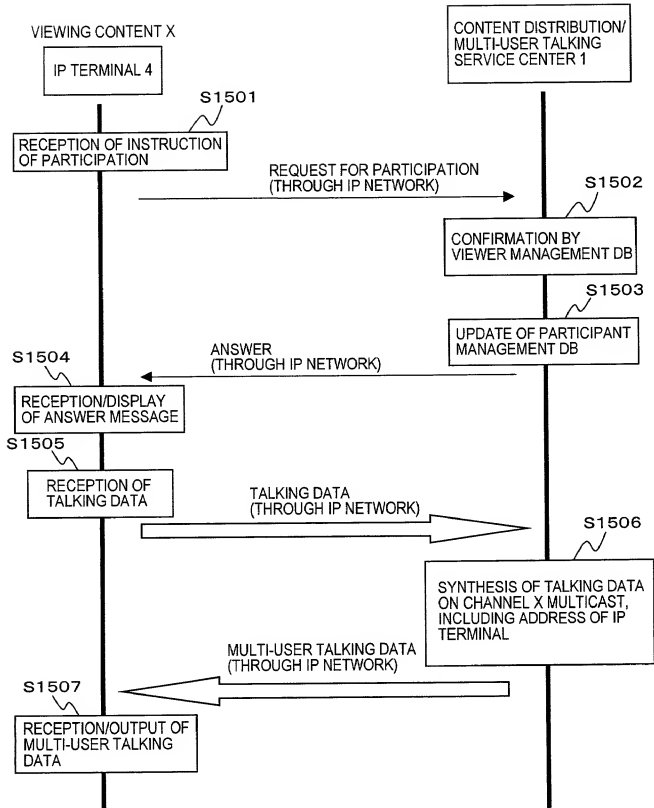 VIEWING CONTENT X
IP TERMINAL 4
CONTENT DISTRIBUTION/
MULTI-USER TALKING
SERVICE CENTER 1
S1501
RECEPTION OF INSTRUCTION
OF PARTICIPATION
REQUEST FOR PARTICIPATION
(THROUGH IP NETWORK)
S1502
CONFIRMATION BY
VIEWER MANAGEMENT DB
S1503
UPDATE OF PARTICIPANT
MANAGEMENT DB
ANSWER
(THROUGH IP NETWORK)
S1504
RECEPTION/DISPLAY
OF ANSWER MESSAGE
S1505
RECEPTION OF
TALKING DATA
TALKING DATA
(THROUGH IP NETWORK)
S1506
SYNTHESIS OF TALKING DATA
ON CHANNEL X MULTICAST,
INCLUDING ADDRESS OF IP
TERMINAL
MULTI-USER TALKING DATA
(THROUGH IP NETWORK)
S1507
RECEPTION/OUTPUT OF
MULTI-USER TALKING
DATA